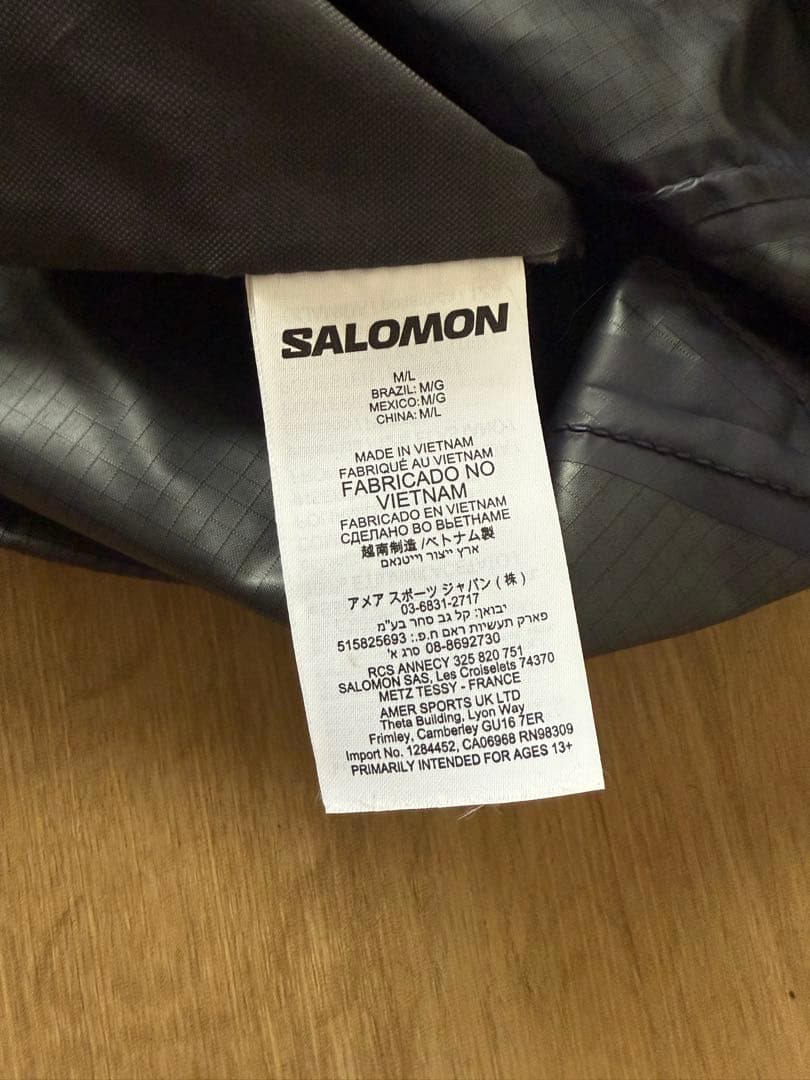 SALOMON
M/L
BRAZIL: M/G
MEXICO: M/G
CHINA: M/L
MADE IN VIETNAM
FABRIQUÉ AU VIETNAM
FABRICADO NO
VIETNAM
FABRICADO EN VIETNAM
СДЕЛАНО ВО ВЬЕТНАМЕ
越南制造 /ベトナム製
ארץ ייצור וייטנאם
アメア スポーツ ジャパン ( 株 )
03-6831-2717
יבואן: קל גב סחר בע"מ
פארק תעשיות ראם ח.פ.: 515825693
08-8692730 סרג א'
RCS ANNECY 325 820 751
SALOMON SAS, Les Croiselets 74370
METZ TESSY - FRANCE
AMER SPORTS UK LTD
Theta Building, Lyon Way
Frimley, Camberley GU16 7ER
Import No. 1284452, CA06968 RN98309
PRIMARILY INTENDED FOR AGES 13+